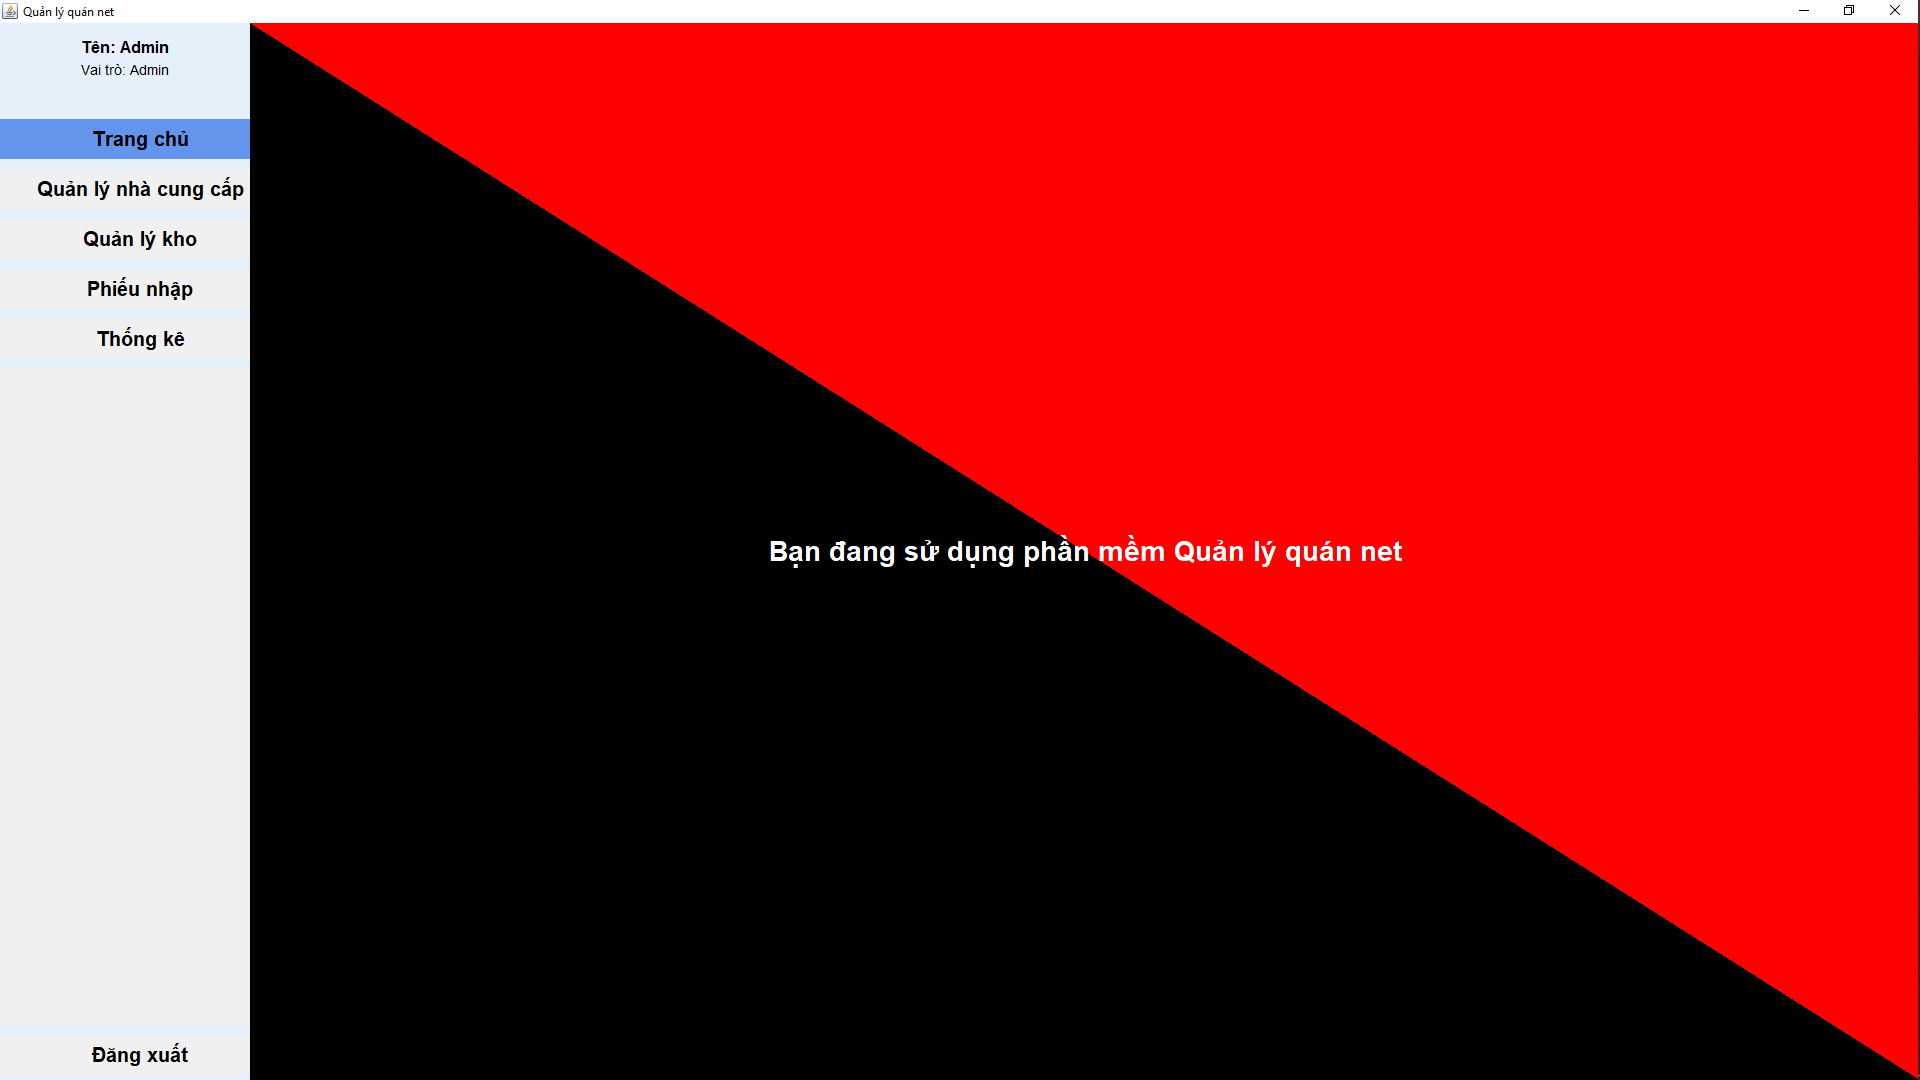 Quản lý quán net
Tên: Admin
Vai trò: Admin
Trang chủ
Quản lý nhà cung cấp
Quản lý kho
Phiếu nhập
Thống kê
Bạn đang sử dụng phần mềm Quản lý quán net
Đăng xuất